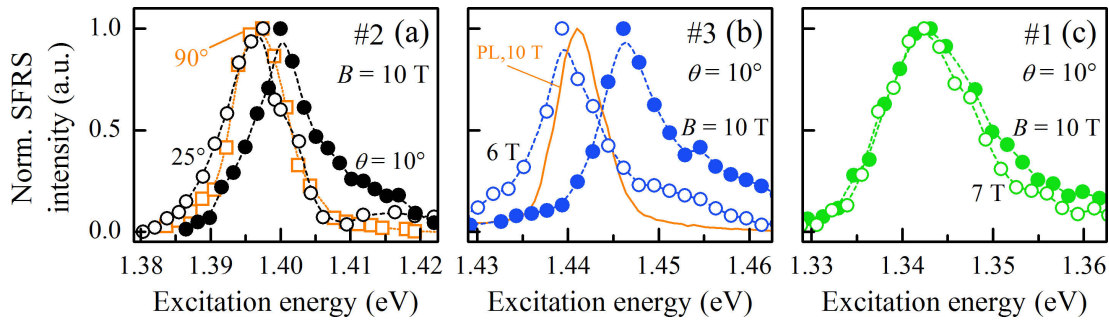 Norm. SFRS
intensity (a.u.)
1.0
0.5
0.0
#2 (a)
90°
B = 10 T
25°
θ = 10°
1.38 1.39 1.40 1.41 1.42
Excitation energy (eV)
#3 (b)
PL,10 T
θ = 10°
B = 10 T
6 T
1.43 1.44 1.45 1.46
Excitation energy (eV)
#1 (c)
θ = 10°
B = 10 T
7 T
1.33 1.34 1.35 1.36
Excitation energy (eV)